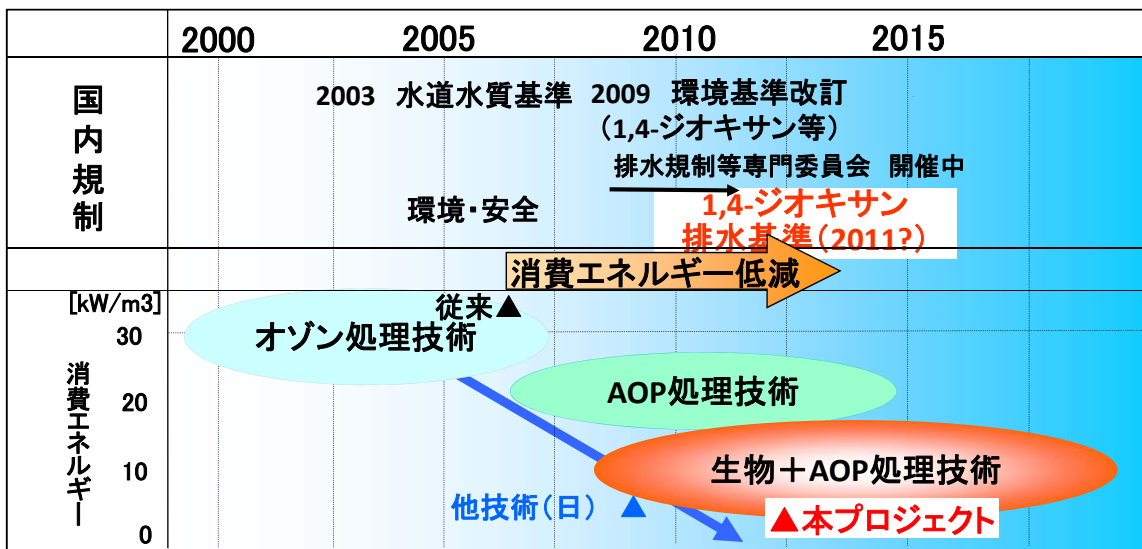 2000 2005 2010 2015
国内規制
2003 水道水質基準 2009 環境基準改訂
（1,4-ジオキサン等）
排水規制等専門委員会 開催中
環境・安全
1,4-ジオキサン
排水基準（2011?）
消費エネルギー低減
[kW/m3]
従来▲
30
オゾン処理技術
消費エネルギー
20
AOP処理技術
10
生物＋AOP処理技術
他技術（日）▲
▲本プロジェクト
0